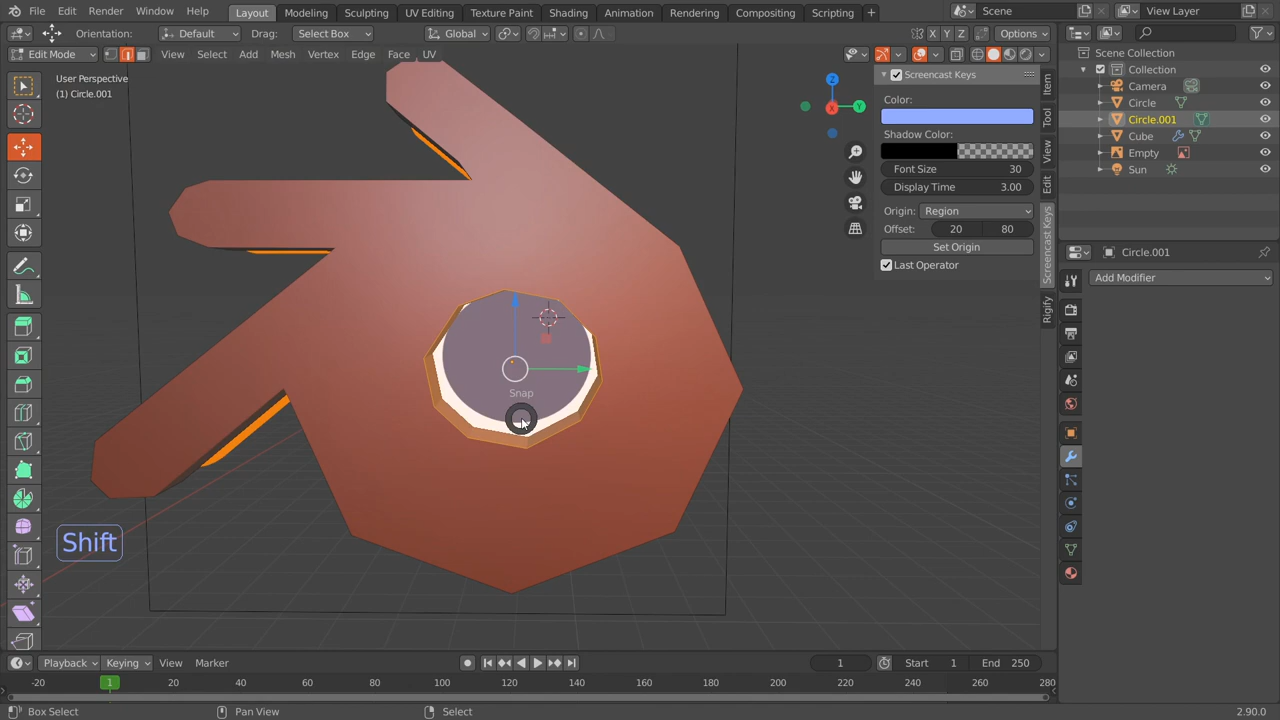 File Edit Render Window Help Layout Modeling Sculpting UV Editing Texture Paint Shading Animation Rendering Compositing Scripting + Scene View Layer
Orientation: Default Drag: Select Box Global X Y Z Options
Edit Mode View Select Add Mesh Vertex Edge Face UV
User Perspective
(1) Circle.001
Z
Y
X
Snap
Shift
Screencast Keys
Color:
Shadow Color:
Font Size 30
Display Time 3.00
Origin: Region
Offset: 20 80
Set Origin
Last Operator
Item
Tool
View
Edit
Screencast Keys
Rigify
Scene Collection
Collection
Camera
Circle
Circle.001
Cube
Empty
Sun
Circle.001
Add Modifier
Playback Keying View Marker 1 Start 1 End 250
-20 1 20 40 60 80 100 120 140 160 180 200 220 240 260 280
Box Select Pan View Select 2.90.0